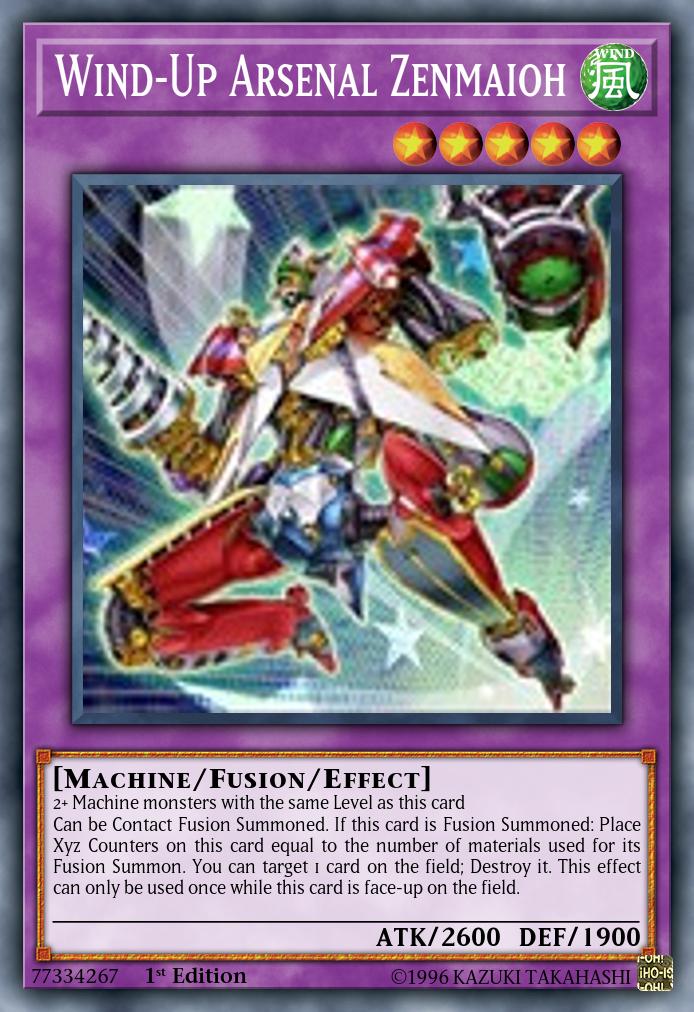 WIND-UP ARSENAL ZENMAIOH
WIND
風
[MACHINE/FUSION/EFFECT]
2+ Machine monsters with the same Level as this card
Can be Contact Fusion Summoned. If this card is Fusion Summoned: Place
Xyz Counters on this card equal to the number of materials used for its
Fusion Summon. You can target 1 card on the field; Destroy it. This effect
can only be used once while this card is face-up on the field.
ATK/2600 DEF/1900
77334267 1st Edition ©1996 KAZUKI TAKAHASHI